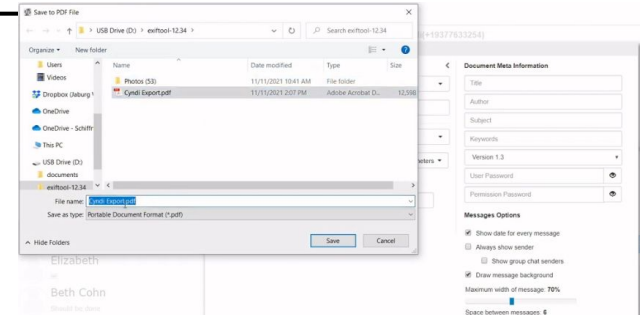 Save to PDF File
USB Drive (D:) > exiftool-12.34
Search exiftool-12.34
(+19377833254)
Organize
New folder
Users
Videos
Dropbox (Jaburg
OneDrive
OneDrive - Schiffr
This PC
USB Drive (D:)
documents
exiftool-12.34
Name
Date modified
Type
Size
Photos (53)
11/11/2021 10:41 AM
File folder
Cyndi Export.pdf
11/11/2021 2:07 PM
Adobe Acrobat D...
12,598
File name: Cyndi Export.pdf
Save as type: Portable Document Format (*.pdf)
Hide Folders
Save
Cancel
Elizabeth
Beth Cohn
Document Meta Information
Title
Author
Subject
Keywords
Version 1.3
User Password
Permission Password
Messages Options
Show date for every message
Always show sender
Show group chat senders
Draw message background
Maximum width of message: 70%
Space between messages: 6